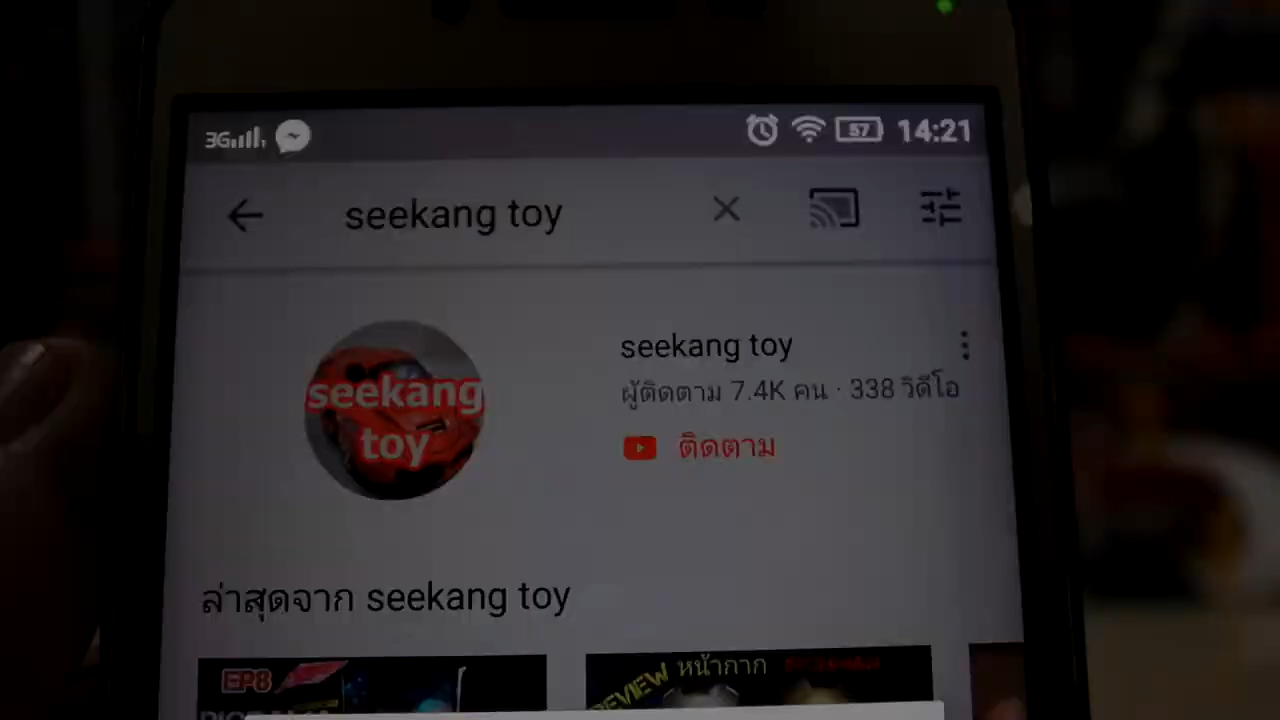 3G 57 14:21
seekang toy
seekang toy
seekang
toy
ผู้ติดตาม 7.4K คน · 338 วิดีโอ
ติดตาม
ล่าสุดจาก seekang toy
EP8
REVIEW หน้ากาก